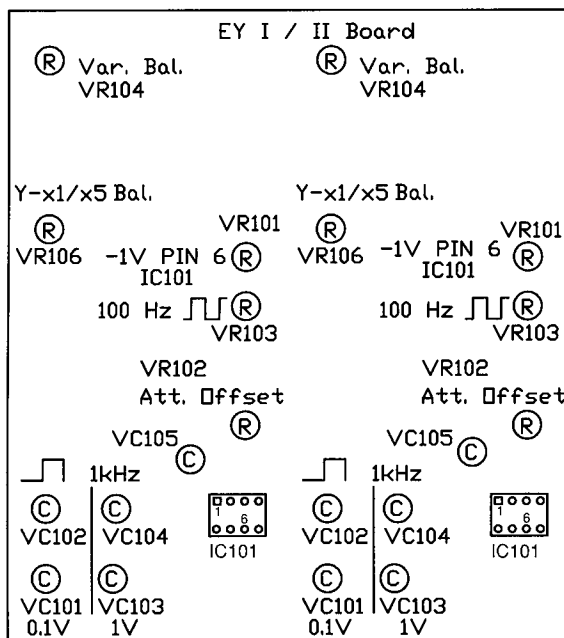 EY I / II Board
R Var. Bal. R Var. Bal.
VR104 VR104
Y-x1/x5 Bal. Y-x1/x5 Bal.
R VR101 R VR101
VR106 -1V PIN 6 R VR106 -1V PIN 6 R
IC101 IC101
100 Hz R 100 Hz R
VR103 VR103
VR102 VR102
Att. Offset Att. Offset
R R
VC105 C VC105 C
1kHz 1kHz
C C 1 6 C C 1 6
VC102 VC104 IC101 VC102 VC104 IC101
C C C C
VC101 VC103 VC101 VC103
0.1V 1V 0.1V 1V